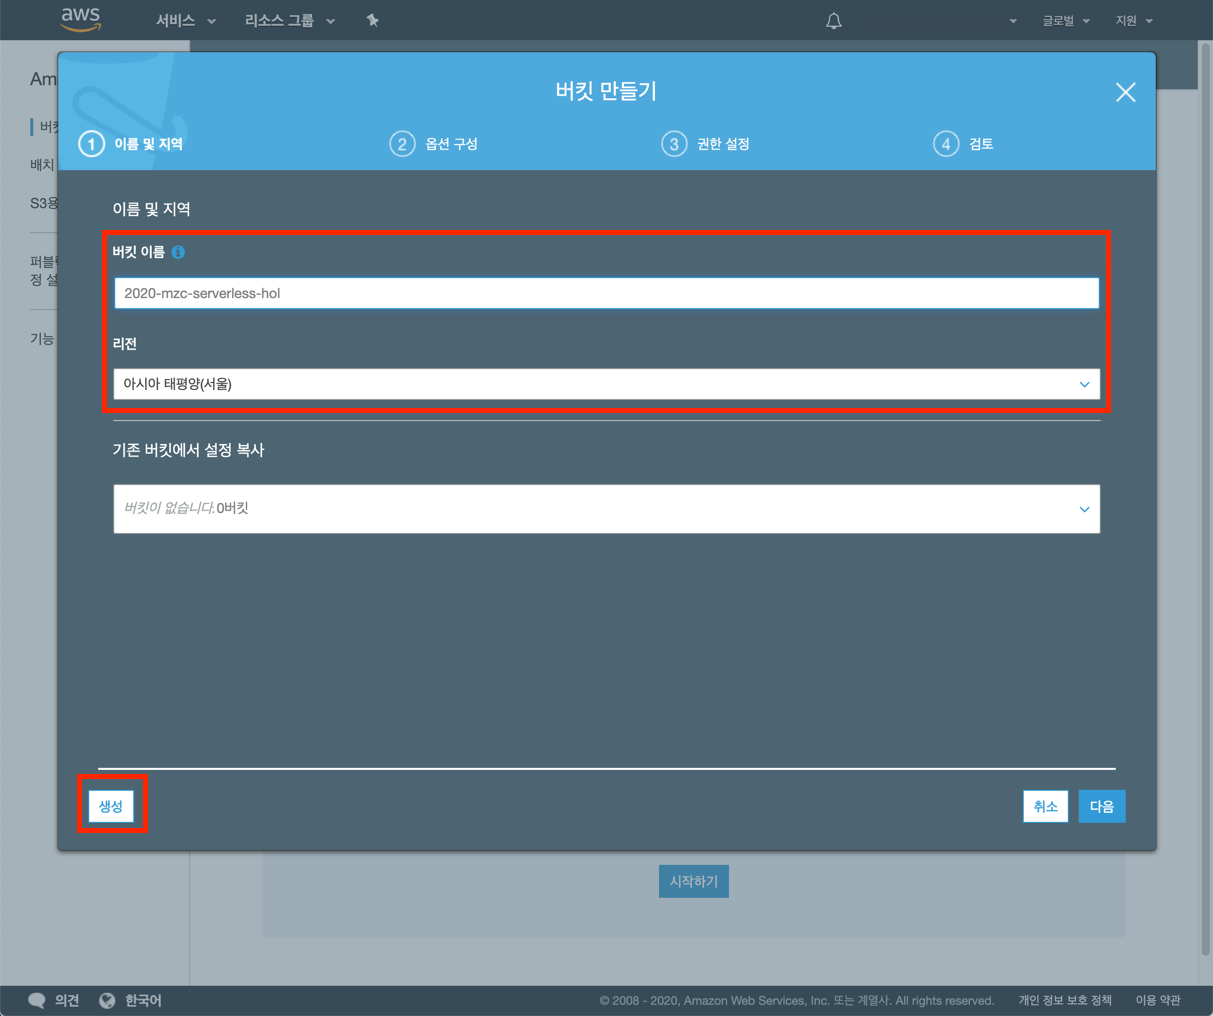 aws 서비스 리소스 그룹 글로벌 지원
버킷 만들기
1 이름 및 지역 2 옵션 구성 3 권한 설정 4 검토
이름 및 지역
버킷 이름
2020-mzc-serverless-hol
리전
아시아 태평양(서울)
기존 버킷에서 설정 복사
버킷이 없습니다.0버킷
생성 취소 다음
Am
배치
S3용
정 설
기능
시작하기
의견 한국어 © 2008 - 2020, Amazon Web Services, Inc. 또는 계열사. All rights reserved. 개인 정보 보호 정책 이용 약관